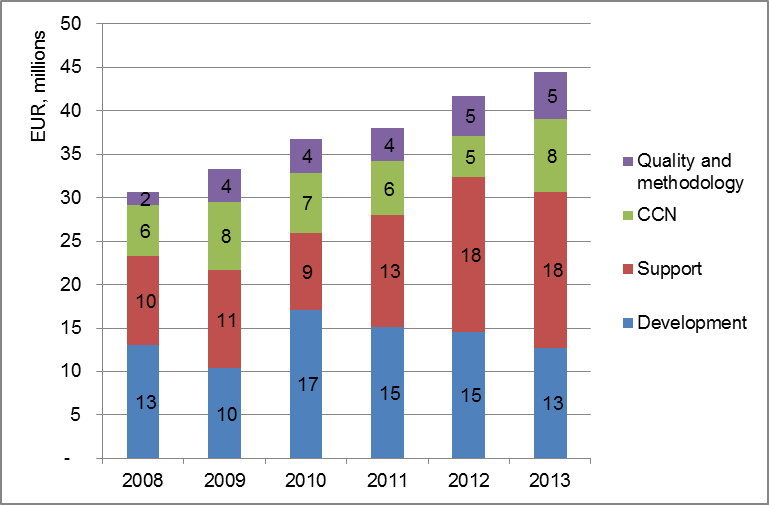 EUR, millions
50
45
40
35
30
25
20
15
10
5
-
2 4 4 4 5 5
6 8 7 6 5 8
10 11 9 13 18 18
13 10 17 15 15 13
2008 2009 2010 2011 2012 2013
Quality and
methodology
CCN
Support
Development